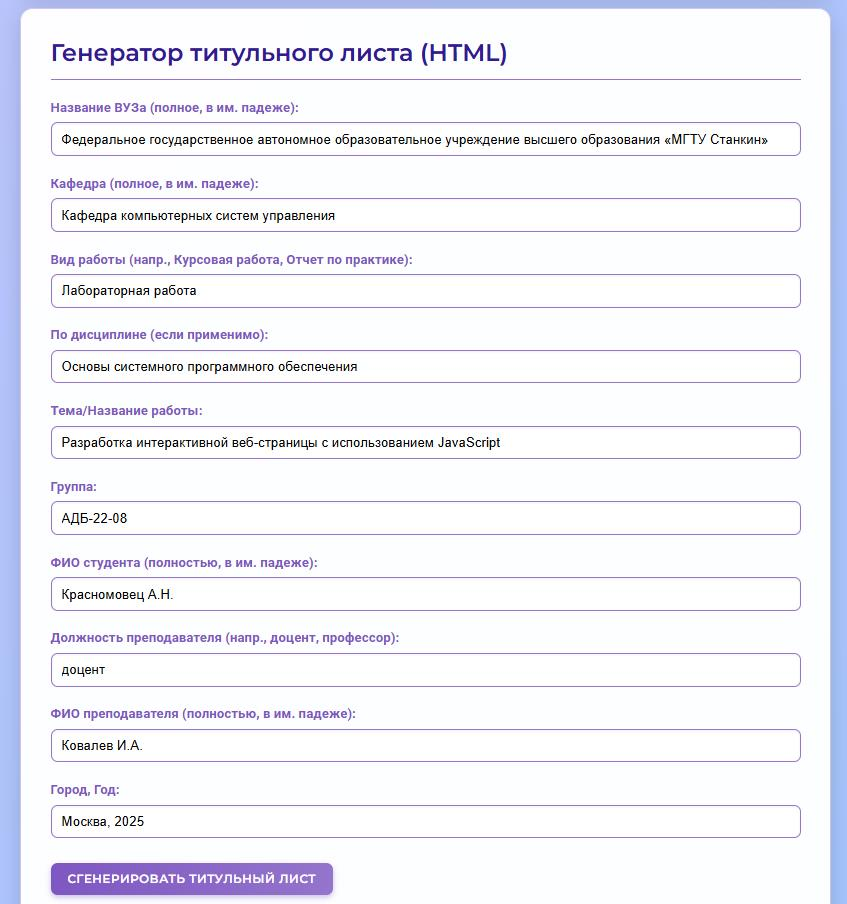 Генератор титульного листа (HTML)
Название ВУЗа (полное, в им. падеже):
Федеральное государственное автономное образовательное учреждение высшего образования «МГТУ Станкин»
Кафедра (полное, в им. падеже):
Кафедра компьютерных систем управления
Вид работы (напр., Курсовая работа, Отчет по практике):
Лабораторная работа
По дисциплине (если применимо):
Основы системного программного обеспечения
Тема/Название работы:
Разработка интерактивной веб-страницы с использованием JavaScript
Группа:
АДБ-22-08
ФИО студента (полностью, в им. падеже):
Красномовец А.Н.
Должность преподавателя (напр., доцент, профессор):
доцент
ФИО преподавателя (полностью, в им. падеже):
Ковалев И.А.
Город, Год:
Москва, 2025
СГЕНЕРИРОВАТЬ ТИТУЛЬНЫЙ ЛИСТ